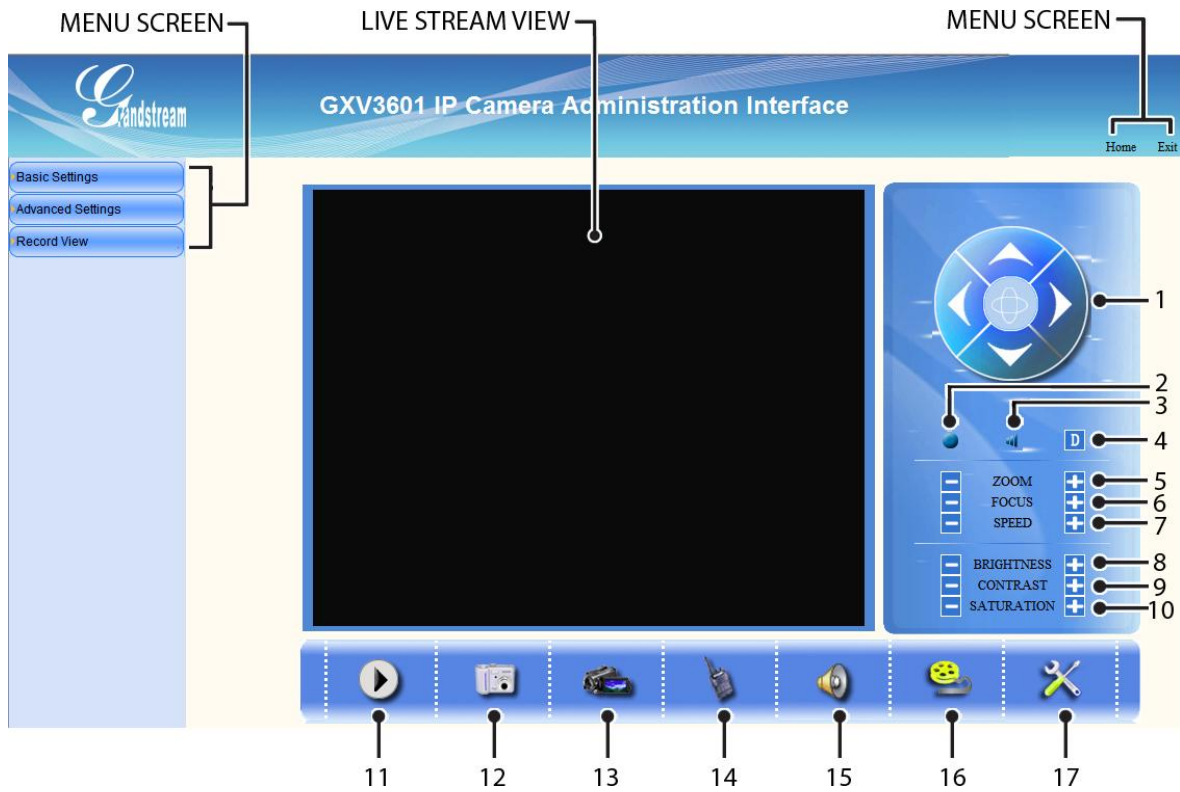 MENU SCREEN
LIVE STREAM VIEW
MENU SCREEN
Grandstream
GXV3601 IP Camera Administration Interface
Home Exit
Basic Settings
Advanced Settings
Record View
1
2
3
D 4
ZOOM 5
FOCUS 6
SPEED 7
BRIGHTNESS 8
CONTRAST 9
SATURATION 10
11 12 13 14 15 16 17